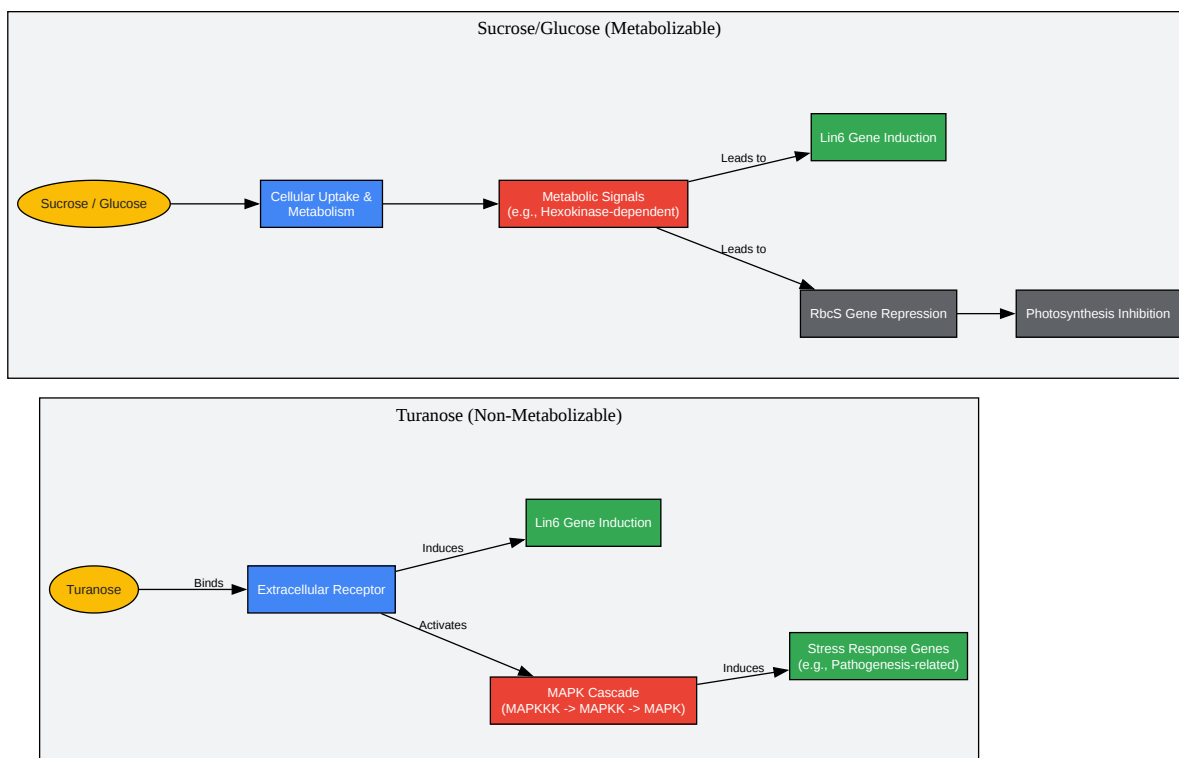 Sucrose/Glucose (Metabolizable)
Lin6 Gene Induction
Leads to
Sucrose / Glucose
Cellular Uptake &
Metabolism
Metabolic Signals
(e.g., Hexokinase-dependent)
Leads to
RbcS Gene Repression
Photosynthesis Inhibition
Turanose (Non-Metabolizable)
Lin6 Gene Induction
Induces
Turanose
Binds
Extracellular Receptor
Activates
MAPK Cascade
(MAPKKK -> MAPKK -> MAPK)
Induces
Stress Response Genes
(e.g., Pathogenesis-related)